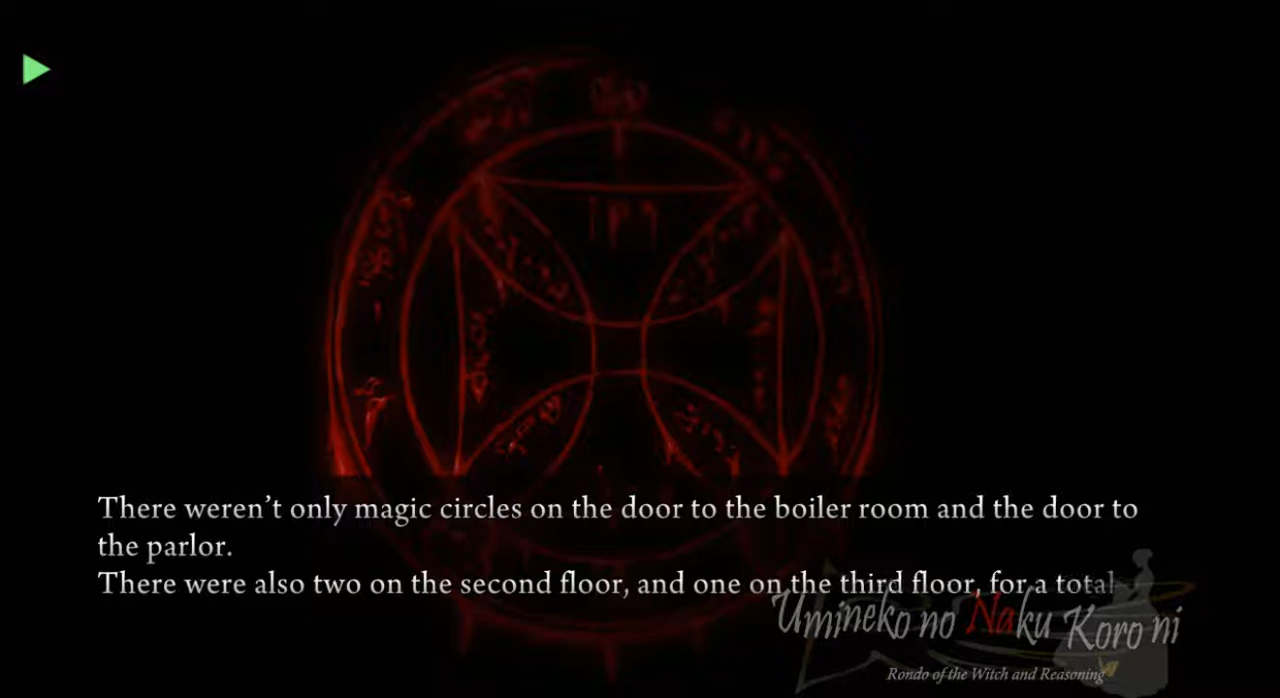 There weren't only magic circles on the door to the boiler room and the door to
the parlor.
There were also two on the second floor, and one on the third floor, for a total
Umineko no Naku Koro ni
Rondo of the Witch and Reasoning